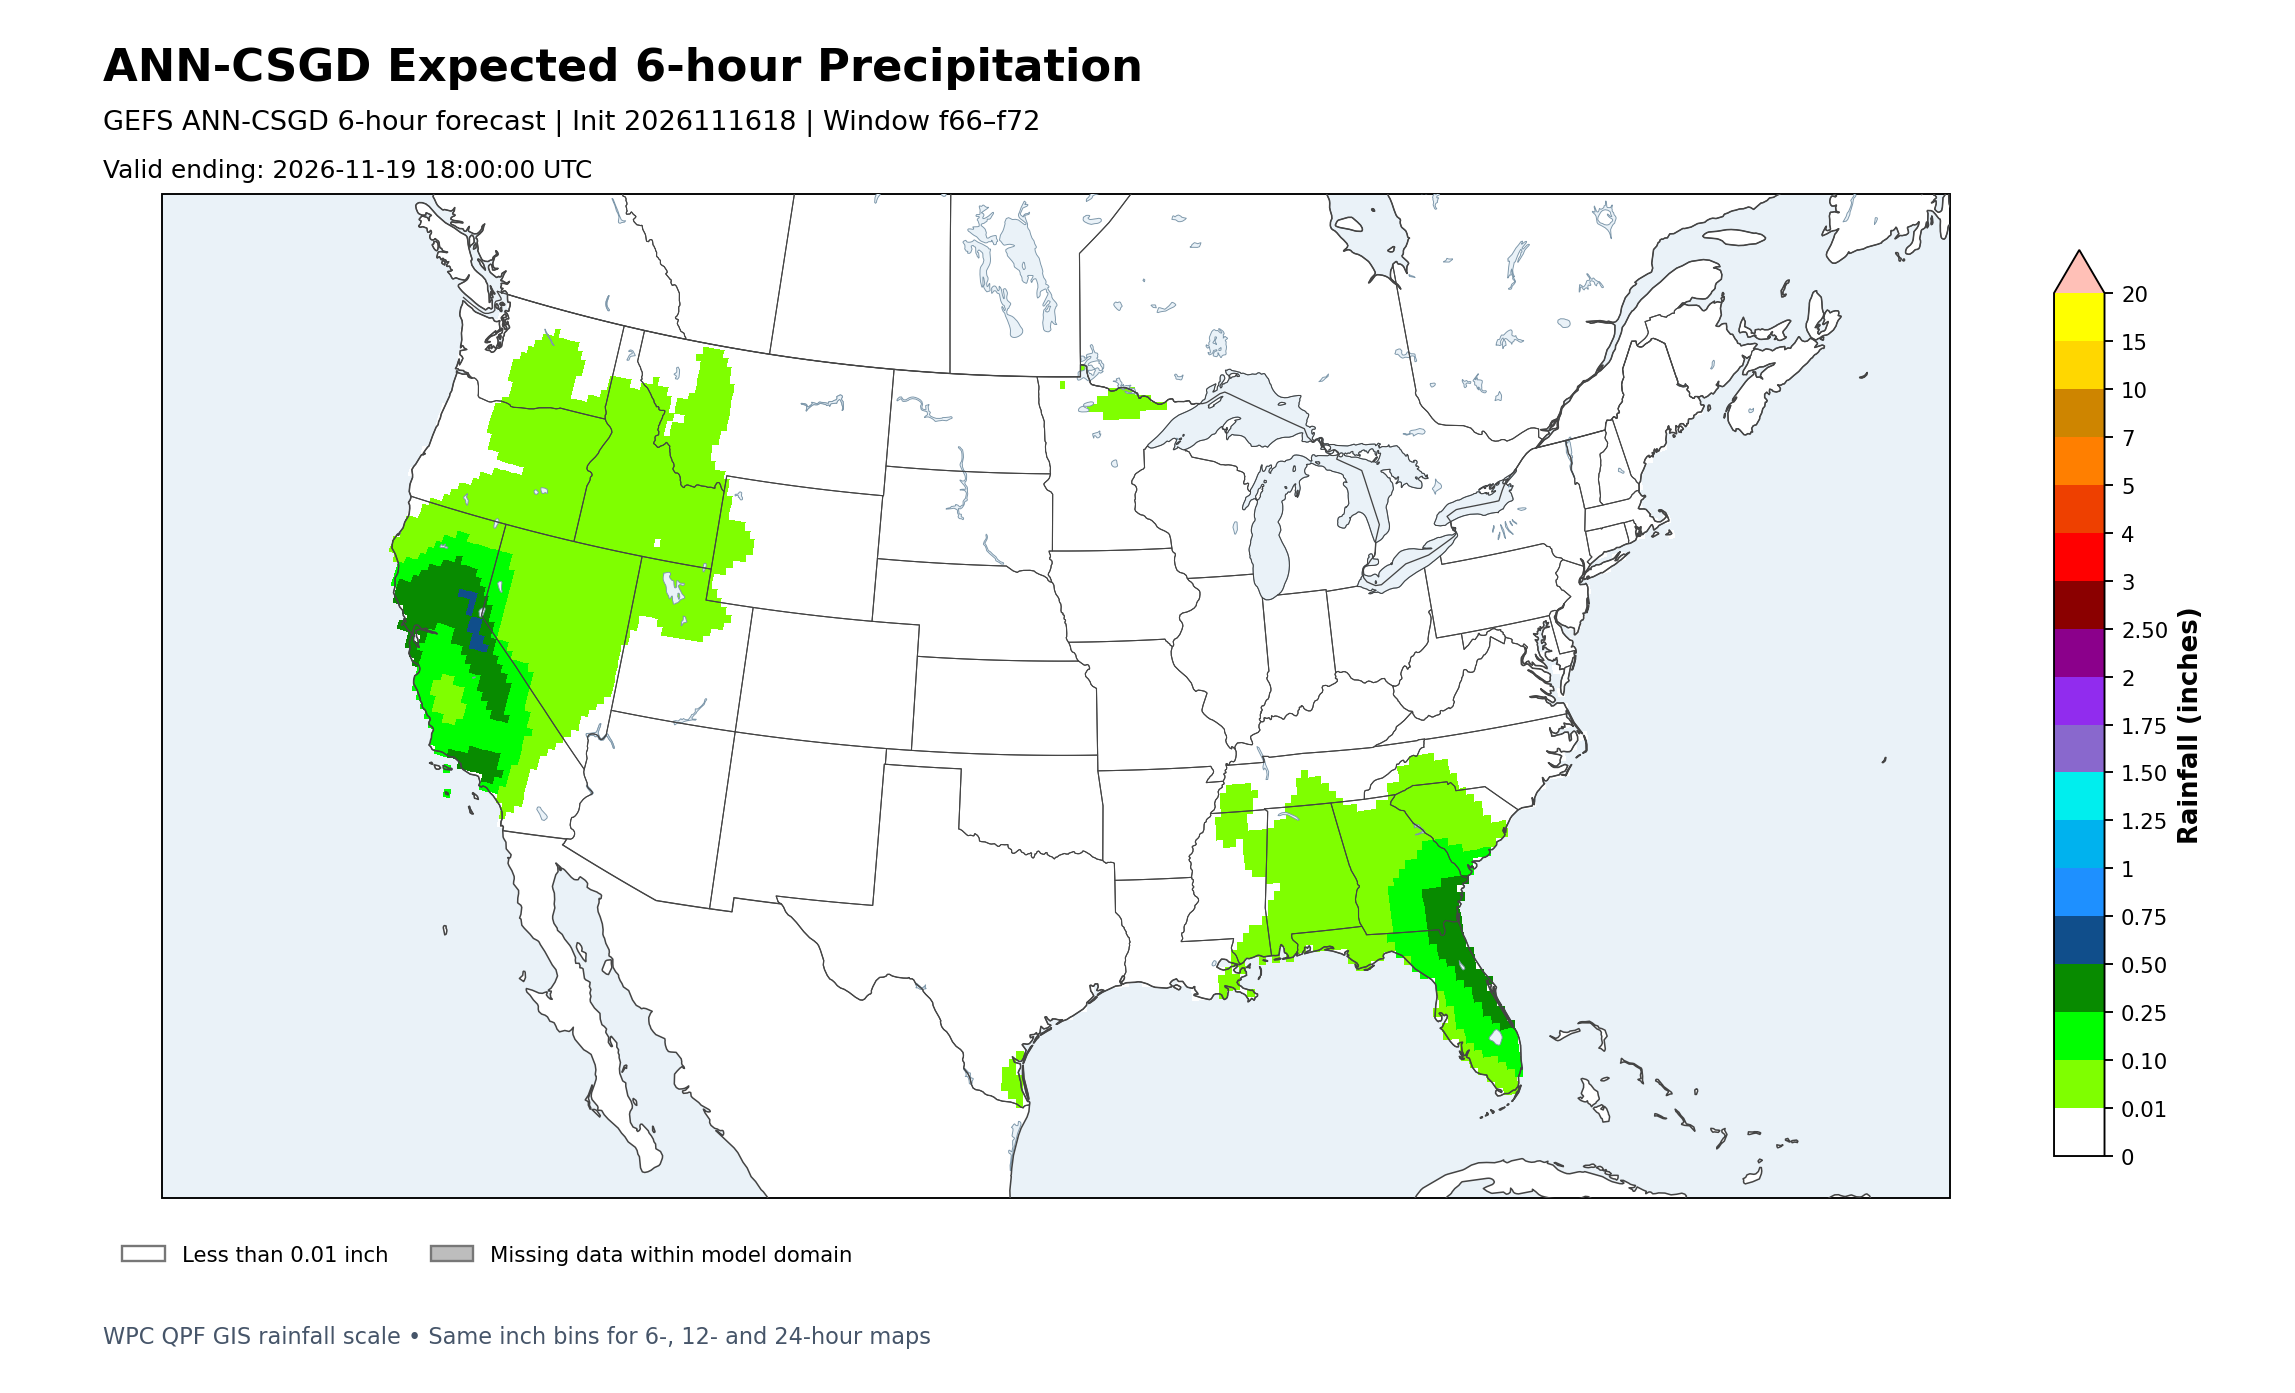 ANN-CSGD Expected 6-hour Precipitation
GEFS ANN-CSGD 6-hour forecast | Init 2026111618 | Window f66–f72
Valid ending: 2026-11-19 18:00:00 UTC
20
15
10
7
5
4
3
2.50
2
1.75
1.50
1.25
1
0.75
0.50
0.25
0.10
0.01
0
Rainfall (inches)
Less than 0.01 inch
Missing data within model domain
WPC QPF GIS rainfall scale • Same inch bins for 6-, 12- and 24-hour maps